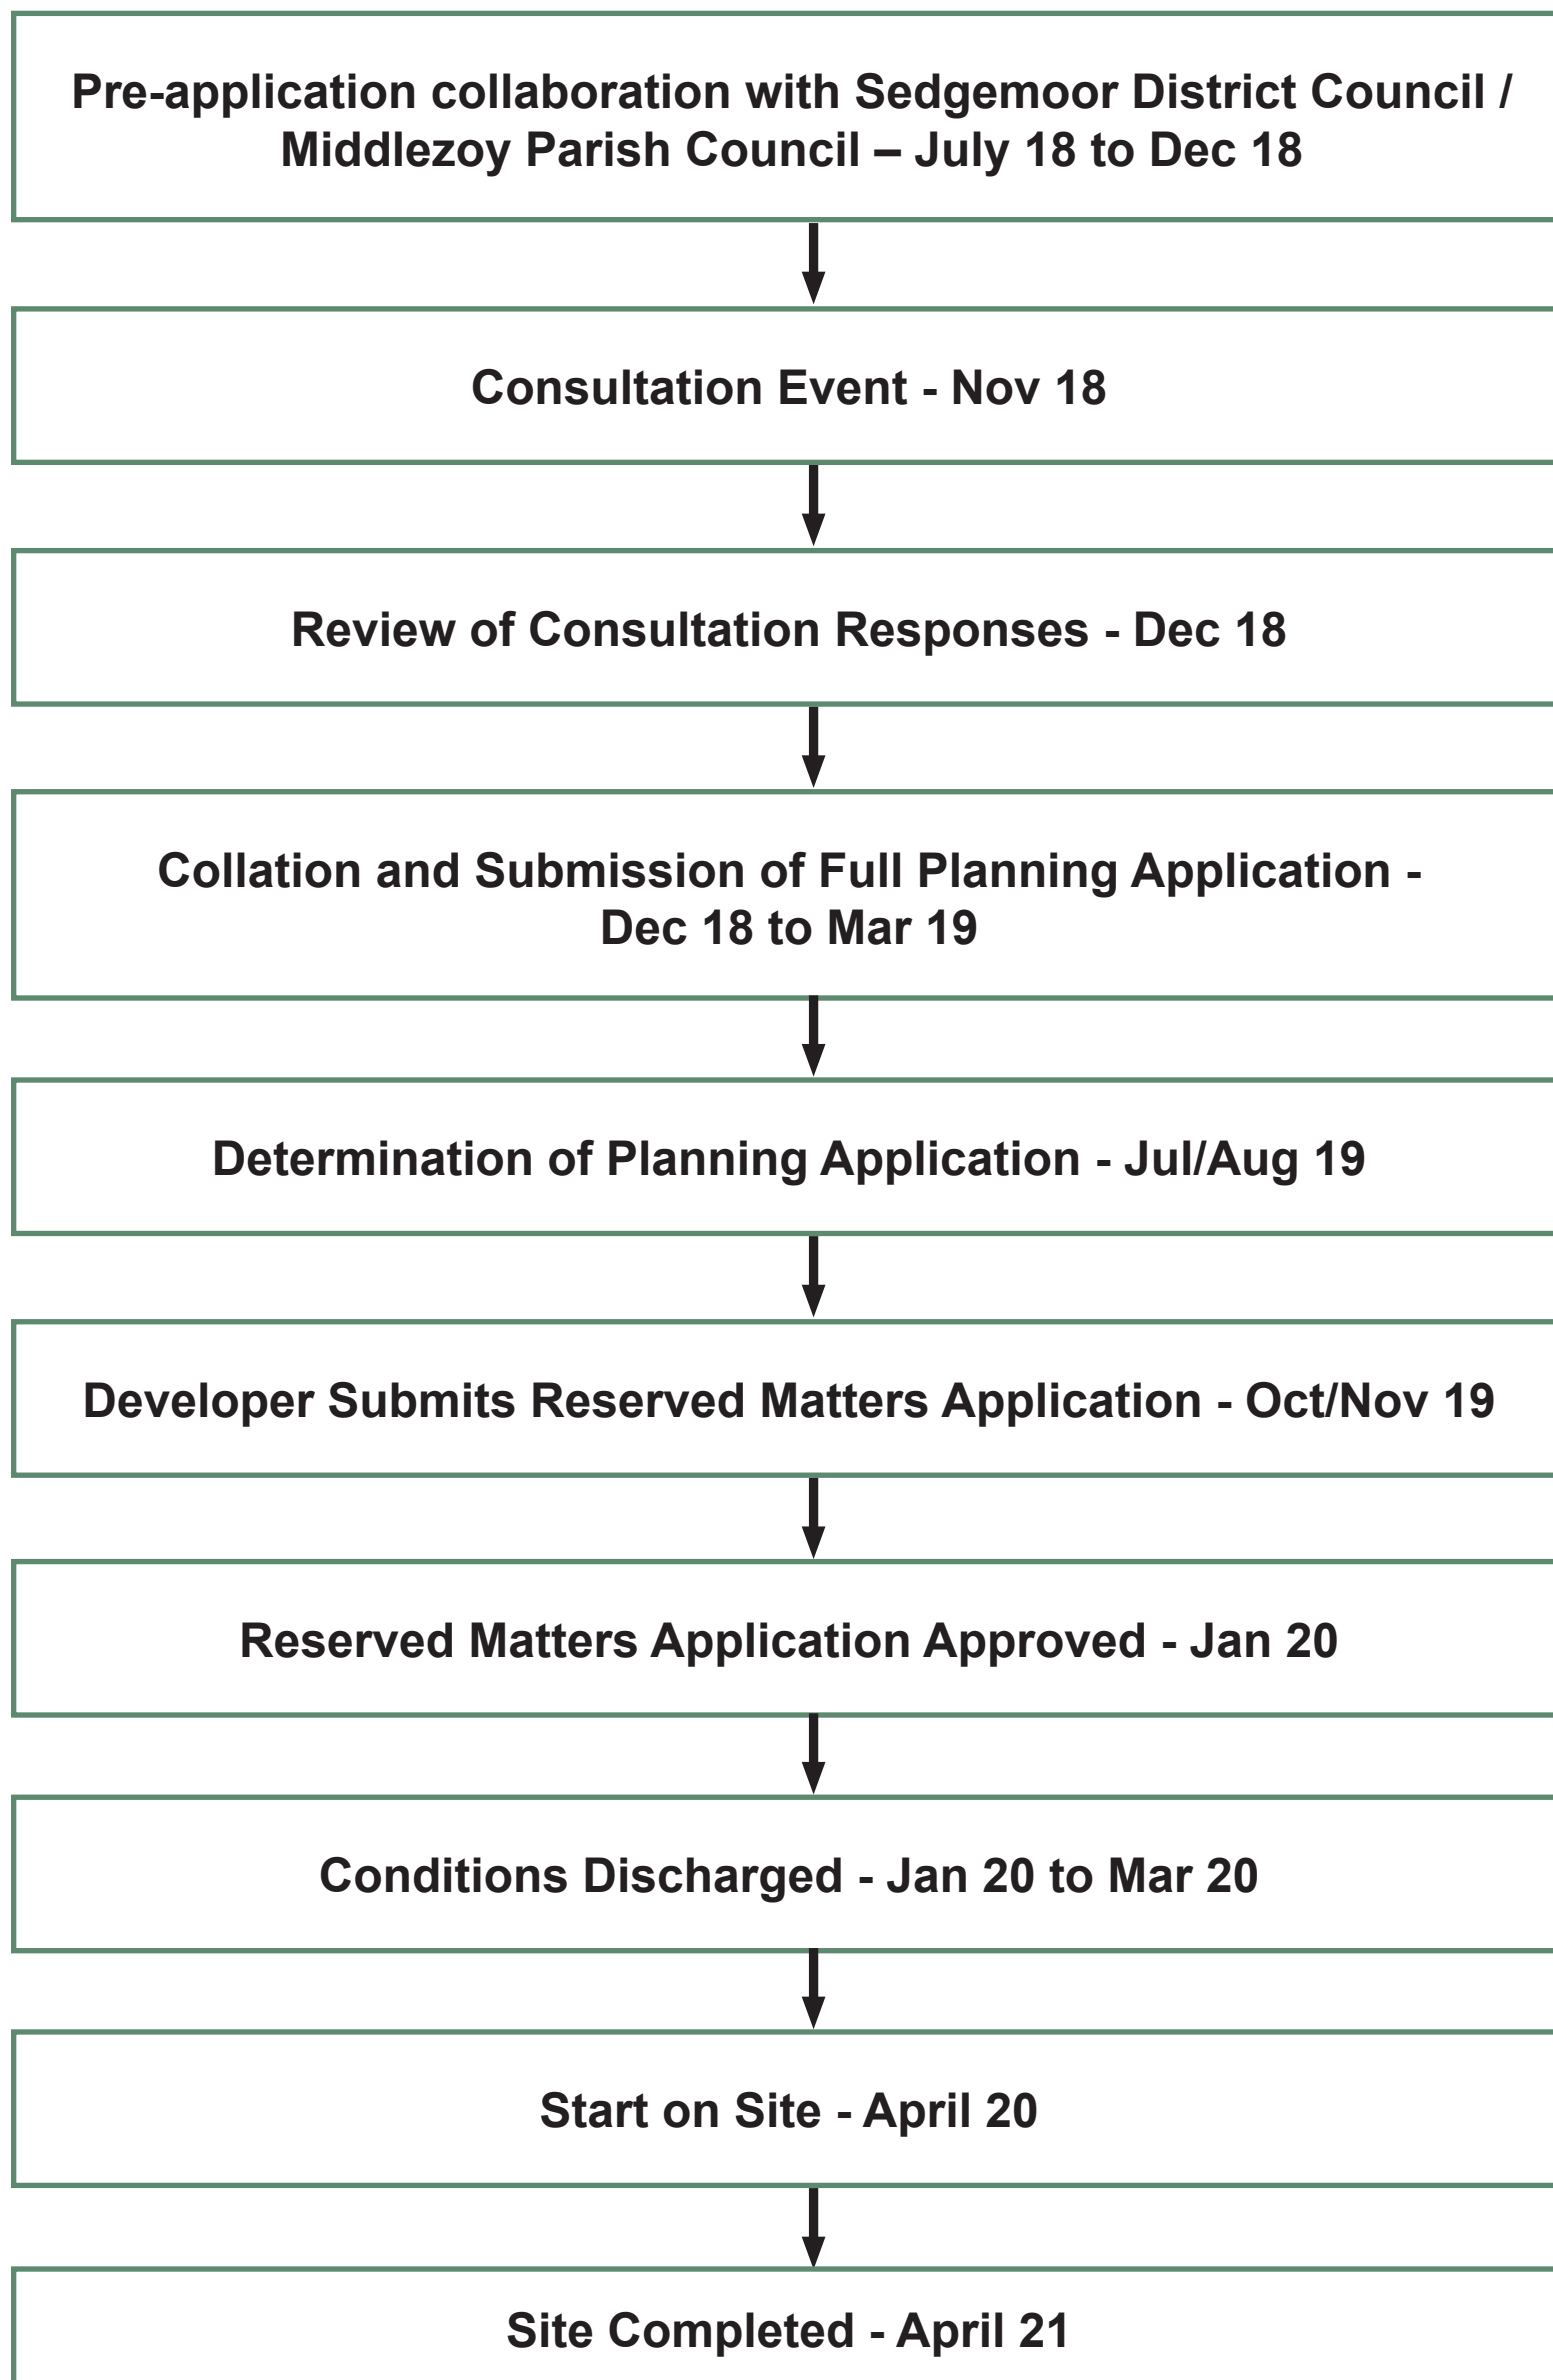 Pre-application collaboration with Sedgemoor District Council /
Middlezoy Parish Council – July 18 to Dec 18
Consultation Event - Nov 18
Review of Consultation Responses - Dec 18
Collation and Submission of Full Planning Application -
Dec 18 to Mar 19
Determination of Planning Application - Jul/Aug 19
Developer Submits Reserved Matters Application - Oct/Nov 19
Reserved Matters Application Approved - Jan 20
Conditions Discharged - Jan 20 to Mar 20
Start on Site - April 20
Site Completed - April 21